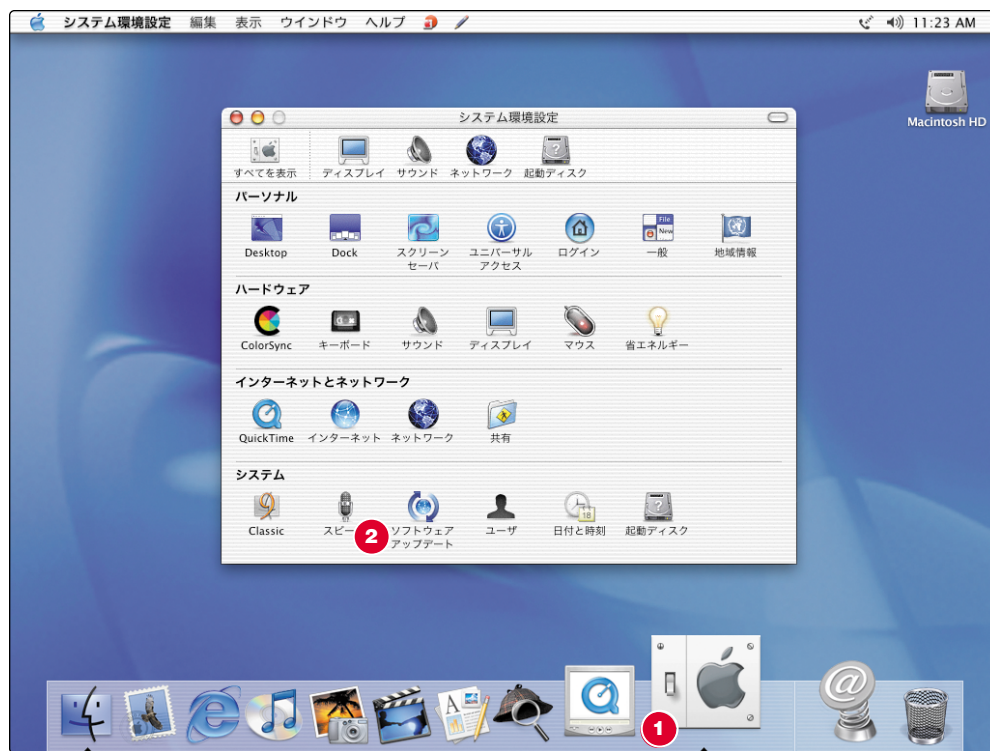 システム環境設定 編集 表示 ウインドウ ヘルプ 11:23 AM
Macintosh HD
システム環境設定
すべてを表示 ディスプレイ サウンド ネットワーク 起動ディスク
パーソナル
Desktop Dock スクリーン ユニバーサル ログイン 一般 地域情報
セーバ アクセス
File
New
ハードウェア
ColorSync キーボード サウンド ディスプレイ マウス 省エネルギー
インターネットとネットワーク
QuickTime インターネット ネットワーク 共有
システム
18
Classic スピー 2 ソフトウェア ユーザ 日付と時刻 起動ディスク
アップデート
@
1